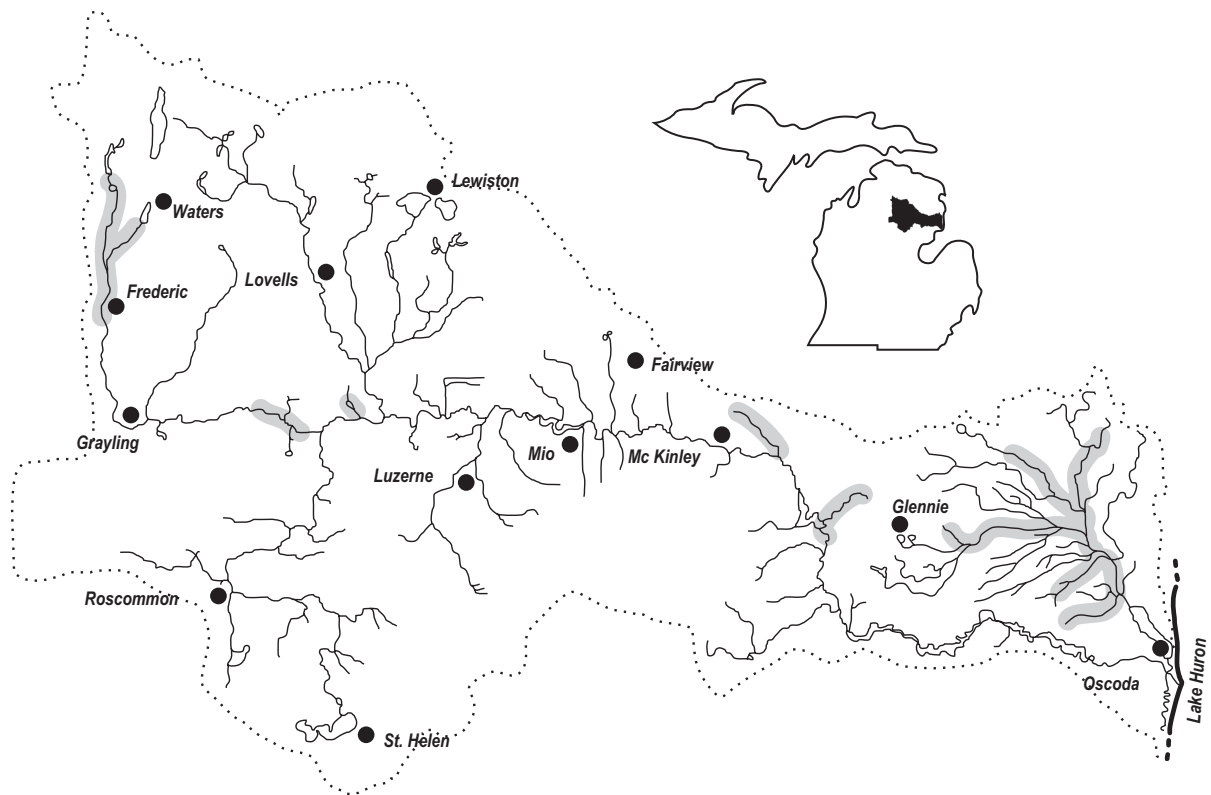 Lewiston
Waters
Lovells
Frederic
Fairview
Grayling
Mio
Mc Kinley
Luzerne
Glennie
Roscommon
Oscoda
Lake Huron
St. Helen